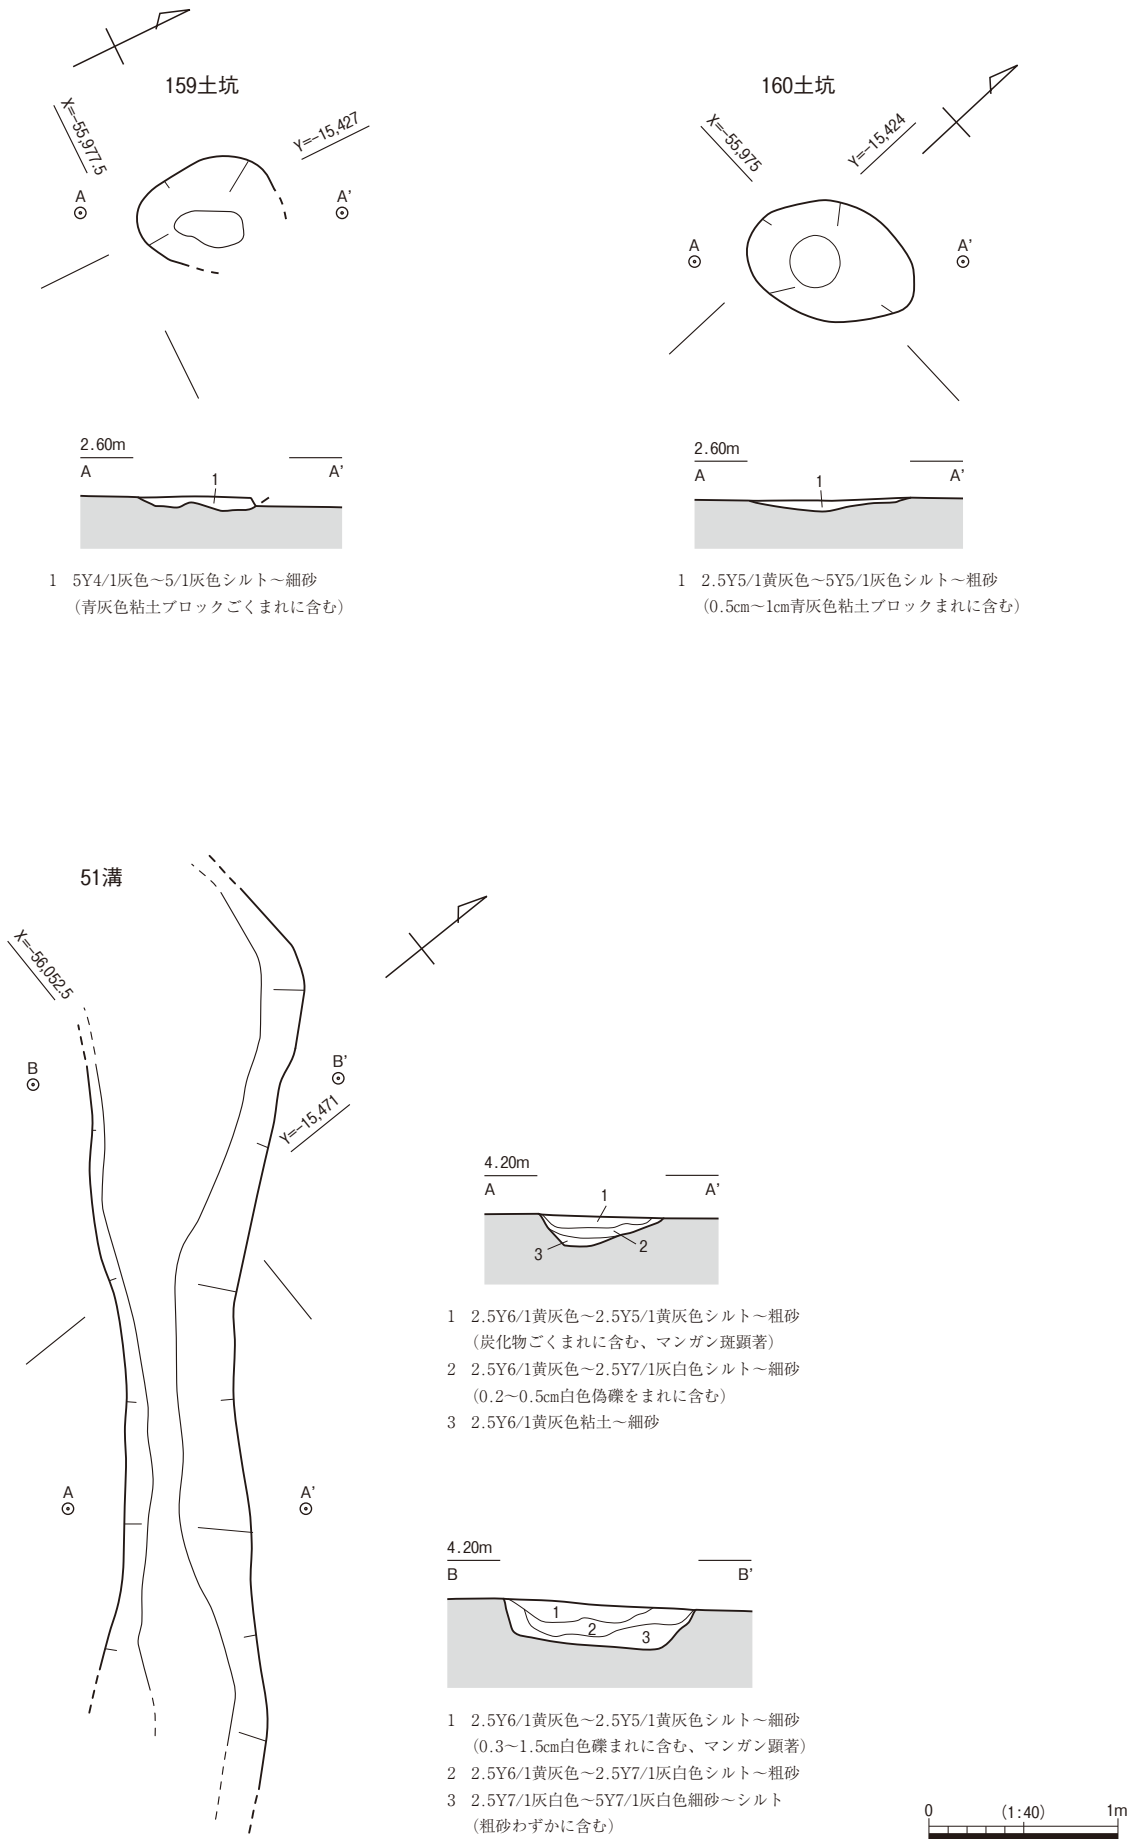 159土坑
X=-55,977.5
Y=-15,427
A
A'
2.60m
A
A'
1
1 5Y4/1灰色～5/1灰色シルト～細砂
(青灰色粘土ブロックごくまれに含む)
160土坑
X=-55,975
Y=-15,424
A
A'
2.60m
A
A'
1
1 2.5Y5/1黄灰色～5Y5/1灰色シルト～粗砂
(0.5㎝～1㎝青灰色粘土ブロックまれに含む)
51溝
X=-56,052.5
B
B'
Y=-15,471
A
A'
4.20m
A
A'
1
2
3
1 2.5Y6/1黄灰色～2.5Y5/1黄灰色シルト～粗砂
(炭化物ごくまれに含む、マンガン斑顕著)
2 2.5Y6/1黄灰色～2.5Y7/1灰白色シルト～細砂
(0.2～0.5㎝白色偽礫をまれに含む)
3 2.5Y6/1黄灰色粘土～細砂
4.20m
B
B'
1
2
3
1 2.5Y6/1黄灰色～2.5Y5/1黄灰色シルト～細砂
(0.3～1.5㎝白色礫まれに含む、マンガン顕著)
2 2.5Y6/1黄灰色～2.5Y7/1灰白色シルト～粗砂
3 2.5Y7/1灰白色～5Y7/1灰白色細砂～シルト
(粗砂わずかに含む)
0 (1:40) 1m